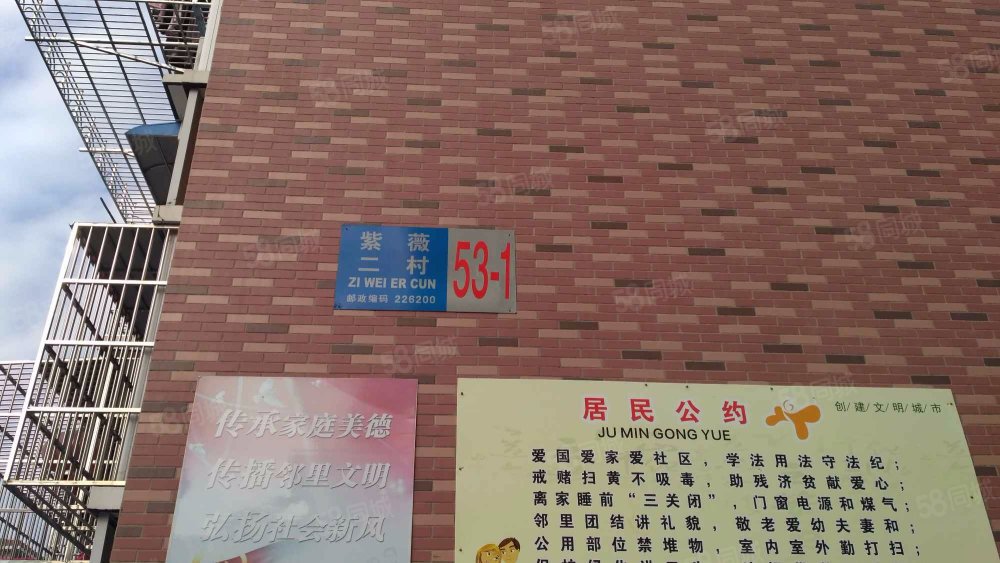 紫薇
二村
ZI WEI ER CUN
邮政编码 226200
53-1
传承家庭美德
传播邻里文明
弘扬社会新风
居民公约
JU MIN GONG YUE
创/建/文/明/城/市
爱国爱家爱社区，学法用法守法纪；
戒赌扫黄不吸毒，助残济贫献爱心；
离家睡前“三关闭”，门窗电源和煤气；
邻里团结讲礼貌，敬老爱幼夫妻和；
公用部位禁堆物，室内室外勤打扫；
58同城